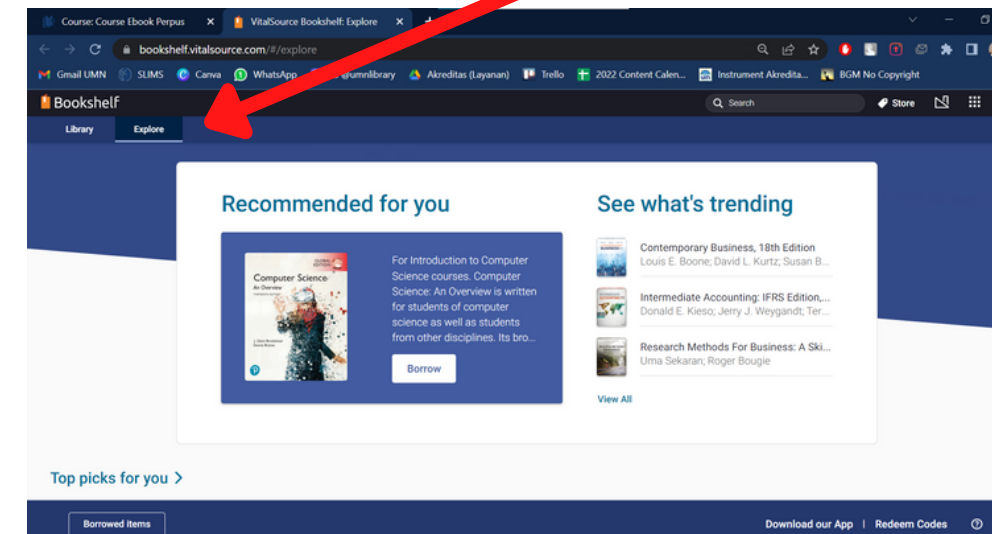 Course: Course Ebook Perpus
VitalSource Bookshelf: Explore
bookshelf.vitalsource.com/#/explore
Gmail UMN
SLIMS
Canva
WhatsApp
@umnlibrary
Akreditas (Layanan)
Trello
2022 Content Calen...
Instrument Akredita...
BGM No Copyright
Bookshelf
Search
Store
Library
Explore
Recommended for you
Computer Science
An Overview
For Introduction to Computer
Science courses. Computer
Science: An Overview is written
for students of computer
science as well as students
from other disciplines. Its bro...
Borrow
See what's trending
Contemporary Business, 18th Edition
Louis E. Boone; David L. Kurtz; Susan B...
Intermediate Accounting: IFRS Edition,...
Donald E. Kieso; Jerry J. Weygandt; Ter...
Research Methods For Business: A Ski...
Uma Sekaran; Roger Bougie
View All
Top picks for you >
Borrowed items
Download our App | Redeem Codes